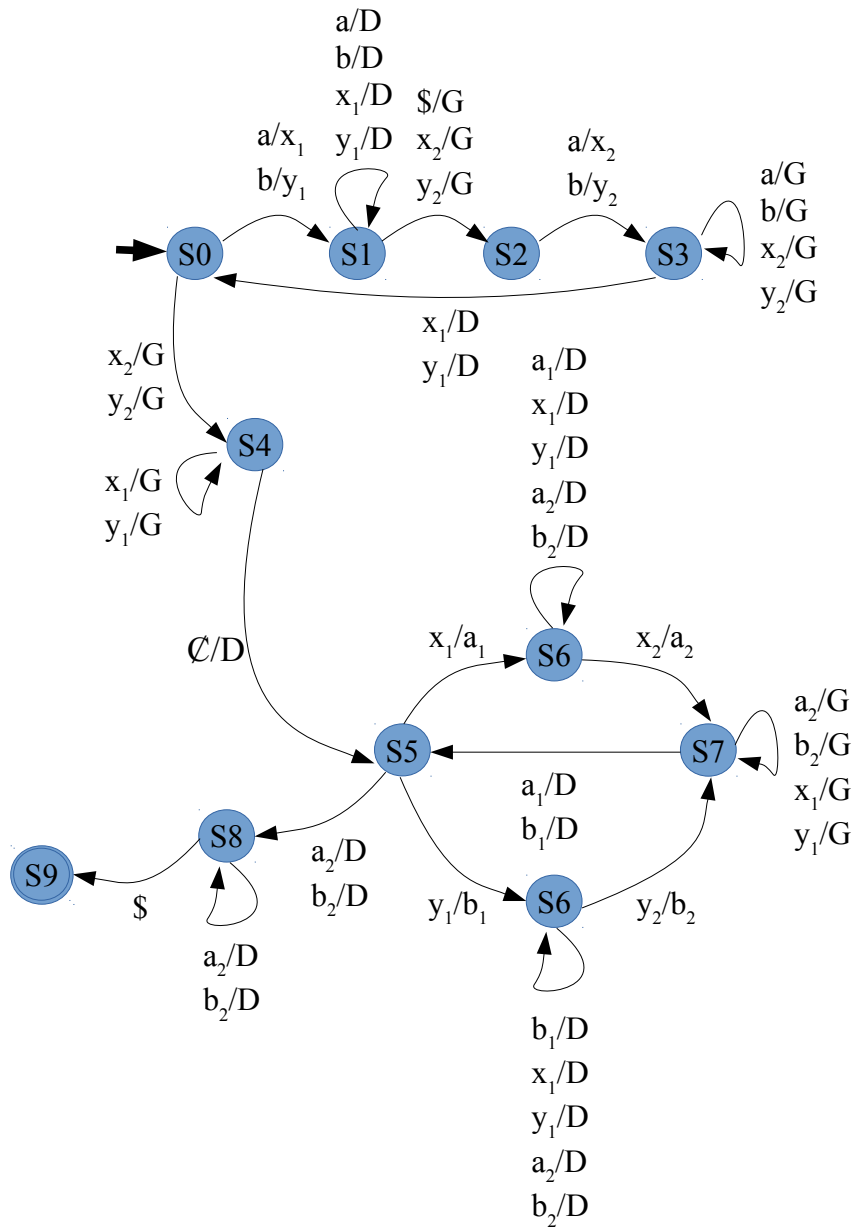 a/D
b/D
x₁/D
y₁/D
$/G
x₂/G
y₂/G
a/x₁
b/y₁
a/x₂
b/y₂
a/G
b/G
x₂/G
y₂/G
S0
S1
S2
S3
x₁/D
y₁/D
x₂/G
y₂/G
S4
x₁/G
y₁/G
a₁/D
x₁/D
y₁/D
a₂/D
b₂/D
₵/D
x₁/a₁
S6
x₂/a₂
S5
S7
a₂/G
b₂/G
x₁/G
y₁/G
a₁/D
b₁/D
S8
a₂/D
b₂/D
S9
$
y₁/b₁
S6
y₂/b₂
a₂/D
b₂/D
b₁/D
x₁/D
y₁/D
a₂/D
b₂/D